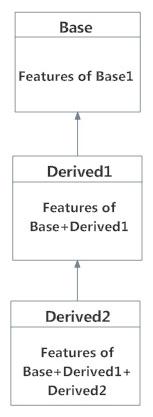 Base
Features of Base1
Derived1
Features of
Base+Derived1
Derived2
Features of
Base+Derived1+
Derived2